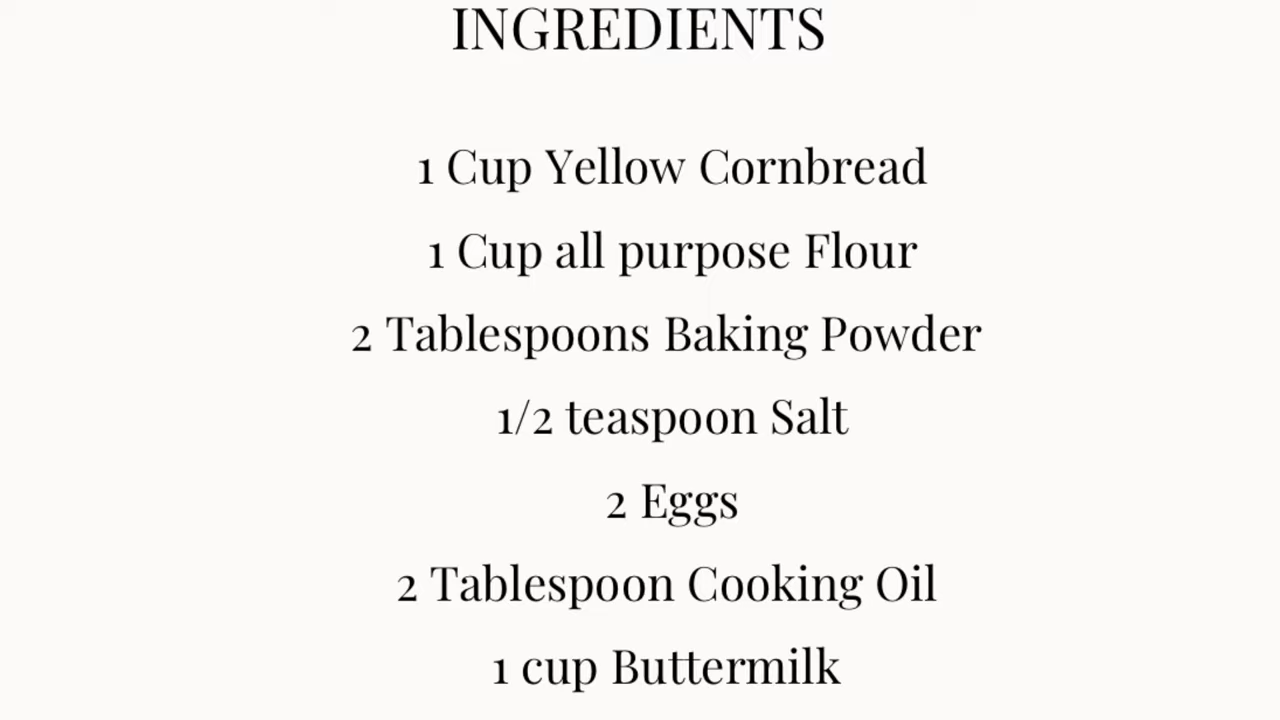 INGREDIENTS
1 Cup Yellow Cornbread
1 Cup all purpose Flour
2 Tablespoons Baking Powder
1/2 teaspoon Salt
2 Eggs
2 Tablespoon Cooking Oil
1 cup Buttermilk